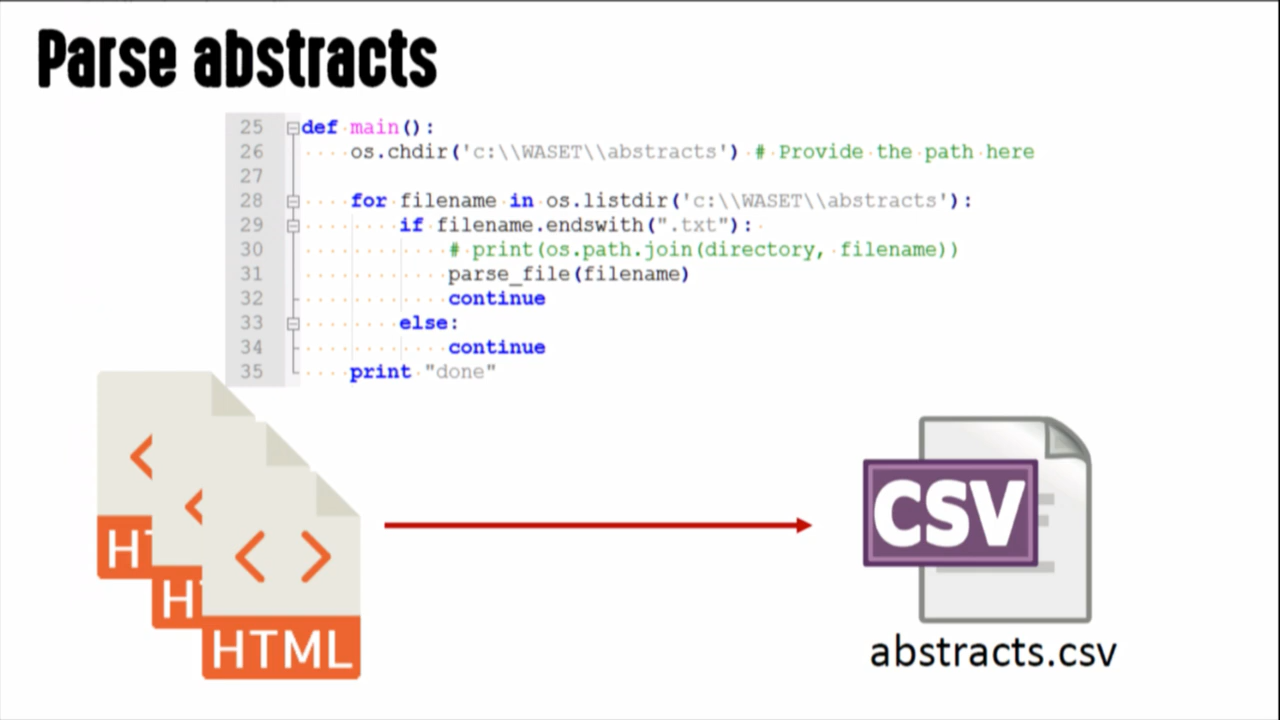 Parse abstracts
25 def main():
26 os.chdir('c:\\WASET\\abstracts') # Provide the path here
27
28 for filename in os.listdir('c:\\WASET\\abstracts'):
29 if filename.endswith(".txt"):
30 # print(os.path.join(directory, filename))
31 parse_file(filename)
32 continue
33 else:
34 continue
35 print "done"
HT
H
HTML
CSV
abstracts.csv